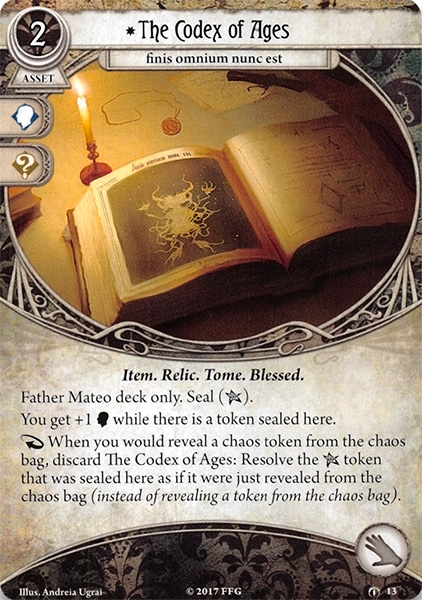 2
The Codex of Ages
ASSET
finis omnium nunc est
Item. Relic. Tome. Blessed.
Father Mateo deck only. Seal ( ).
You get +1 while there is a token sealed here.
When you would reveal a chaos token from the chaos
bag, discard The Codex of Ages: Resolve the token
that was sealed here as if it were just revealed from the
chaos bag (instead of revealing a token from the chaos bag).
Illus. Andreia Ugrai
© 2017 FFG
13